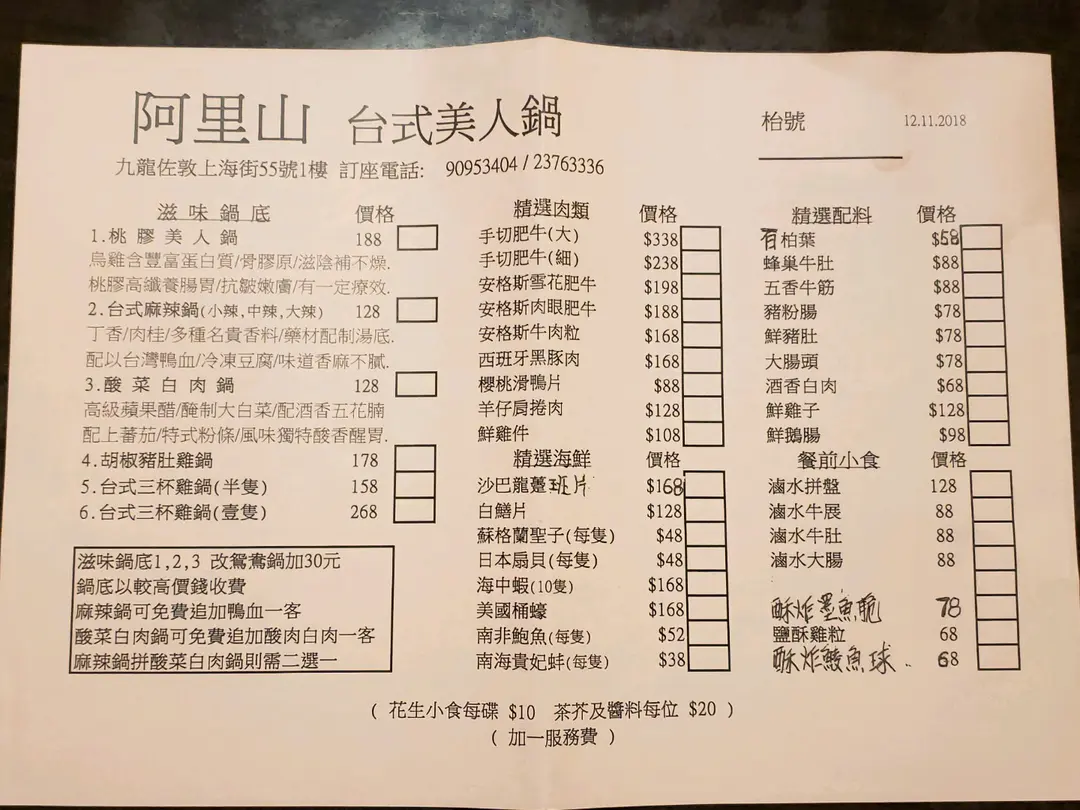 阿里山 台式美人鍋
枱號
12.11.2018
九龍佐敦上海街55號1樓 訂座電話: 90953404 / 23763336
滋味鍋底 價格
1.桃膠美人鍋 188
烏雞含豐富蛋白質/骨膠原/滋陰補不燥.
桃膠高纖養腸胃/抗皺嫩膚/有一定療效.
2.台式麻辣鍋(小辣,中辣,大辣) 128
丁香/肉桂/多種名貴香料/藥材配制湯底.
配以台灣鴨血/冷凍豆腐/味道香麻不膩.
3.酸菜白肉鍋 128
高級蘋果醋/醃制大白菜/配酒香五花腩
配上蕃茄/特式粉條/風味獨特酸香醒胃.
4.胡椒豬肚雞鍋 178
5.台式三杯雞鍋(半隻) 158
6.台式三杯雞鍋(壹隻) 268
滋味鍋底1,2,3 改鴛鴦鍋加30元
鍋底以較高價錢收費
麻辣鍋可免費追加鴨血一客
酸菜白肉鍋可免費追加酸肉白肉一客
麻辣鍋拼酸菜白肉鍋則需二選一
精選肉類 價格
手切肥牛(大) $338
手切肥牛(細) $238
安格斯雪花肥牛 $198
安格斯肉眼肥牛 $188
安格斯牛肉粒 $168
西班牙黑豚肉 $168
櫻桃滑鴨片 $88
羊仔肩捲肉 $128
鮮雞件 $108
精選海鮮 價格
沙巴龍躉班片 $168
白鱔片 $128
蘇格蘭聖子(每隻) $48
日本扇貝(每隻) $48
海中蝦(10隻) $168
美國桶蠔 $168
南非鮑魚(每隻) $52
南海貴妃蚌(每隻) $38
精選配料 價格
柏葉 $58
蜂巢牛肚 $88
五香牛筋 $88
豬粉腸 $78
鮮豬肚 $78
大腸頭 $78
酒香白肉 $68
鮮雞子 $128
鮮鵝腸 $98
餐前小食 價格
滷水拼盤 128
滷水牛展 88
滷水牛肚 88
滷水大腸 88
酥炸墨魚脆 78
鹽酥雞粒 68
酥炸鯪魚球. 68
( 花生小食每碟 $10 茶芥及醬料每位 $20 )
( 加一服務費 )